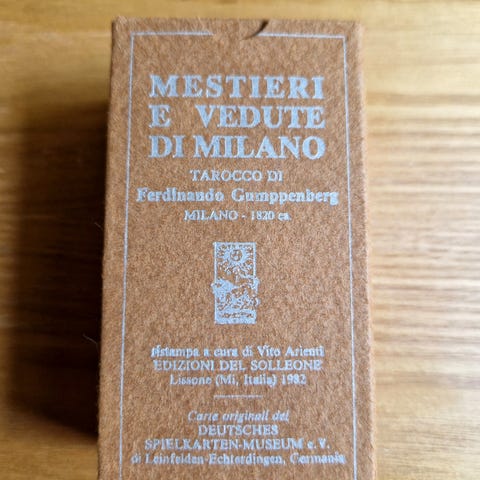 MESTIERI
E VEDUTE
DI MILANO
TAROCCO DI
Ferdinando Gumppenberg
MILANO - 1820 ca.
ristampa a cura di Vito Arienti
EDIZIONI DEL SOLLEONE
Lissone (Mi, Italia) 1982
Carte originali del
DEUTSCHES
SPIELKARTEN-MUSEUM e.V.
di Leinfelden-Echterdingen, Germania